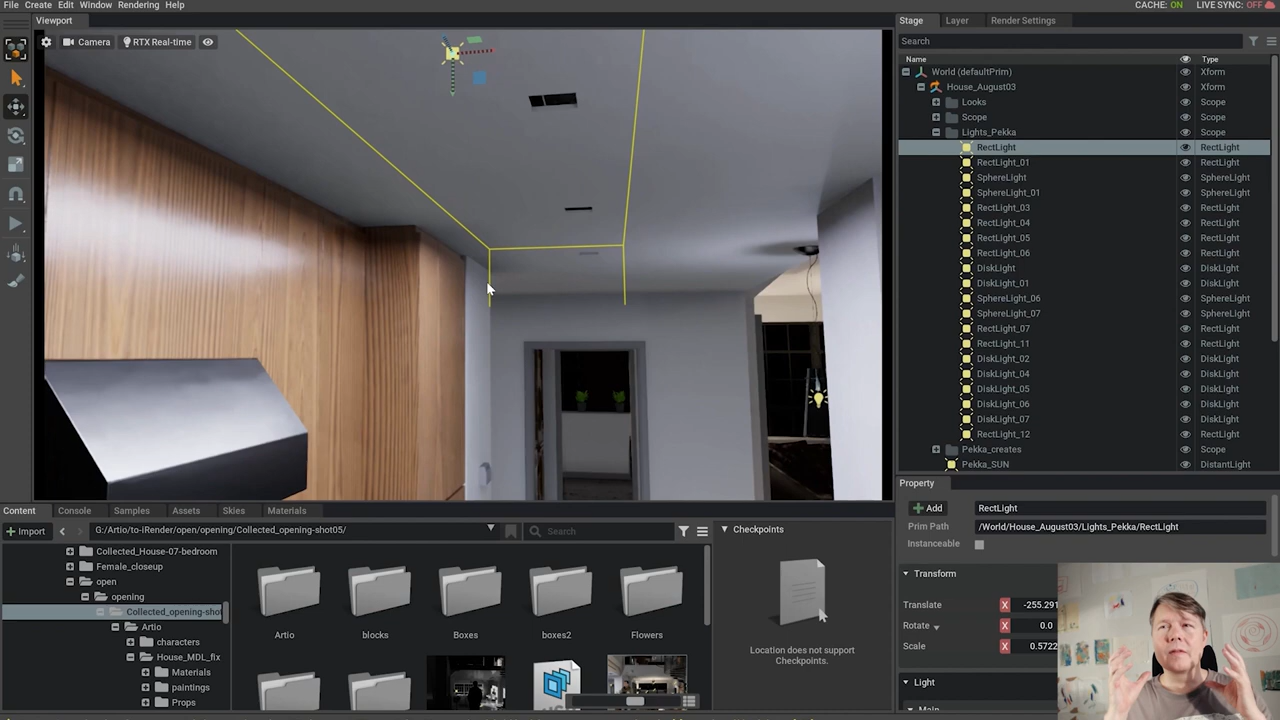 File Create Edit Window Rendering Help
CACHE: ON LIVE SYNC: OFF
Viewport
Camera RTX Real-time
Stage Layer Render Settings
Search
Name Type
World (defaultPrim) Xform
House_August03 Xform
Looks Scope
Scope Scope
Lights_Pekka Scope
RectLight RectLight
RectLight_01 RectLight
SphereLight SphereLight
SphereLight_01 SphereLight
RectLight_03 RectLight
RectLight_04 RectLight
RectLight_05 RectLight
RectLight_06 RectLight
DiskLight DiskLight
DiskLight_01 DiskLight
SphereLight_06 SphereLight
SphereLight_07 SphereLight
RectLight_07 RectLight
RectLight_11 RectLight
DiskLight_02 DiskLight
DiskLight_04 DiskLight
DiskLight_05 DiskLight
DiskLight_06 DiskLight
DiskLight_07 DiskLight
RectLight_12 RectLight
Pekka_creates Scope
Pekka_SUN DistantLight
Property
Add RectLight
Prim Path /World/House_August03/Lights_Pekka/RectLight
Instanceable
Transform
Translate X -255.291
Rotate X 0.0
Scale X 0.5722
Light
Main
Content Console Samples Assets Skies Materials
Import G:/Artio/to-iRender/open/opening/Collected_opening-shot05/ Search
Collected_House-07-bedroom
Female_closeup
open
opening
Collected_opening-shot
Artio
characters
House_MDL_fix
Materials
paintings
Props
Artio blocks Boxes boxes2 Flowers
Checkpoints
Location does not support
Checkpoints.